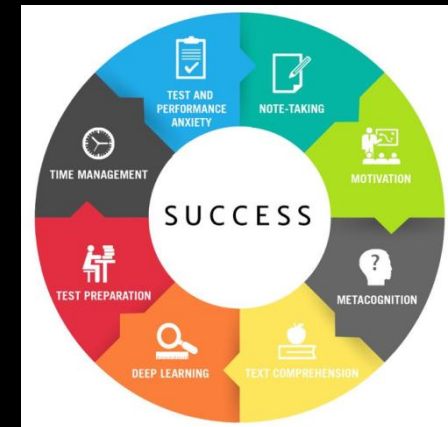 TEST AND
PERFORMANCE
ANXIETY
NOTE-TAKING
MOTIVATION
METACOGNITION
?
TEXT COMPREHENSION
DEEP LEARNING
TEST PREPARATION
TIME MANAGEMENT
SUCCESS